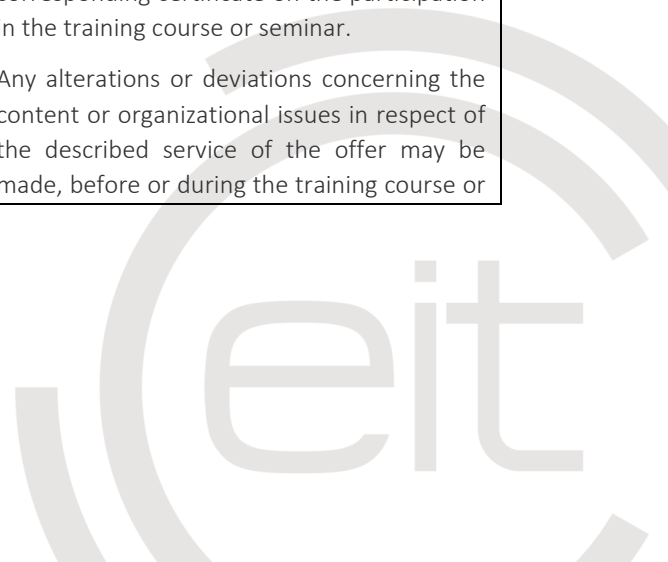 corresponding certificate on the participation
in the training course or seminar.
Any alterations or deviations concerning the
content or organizational issues in respect of
the described service of the offer may be
made, before or during the training course or
eit